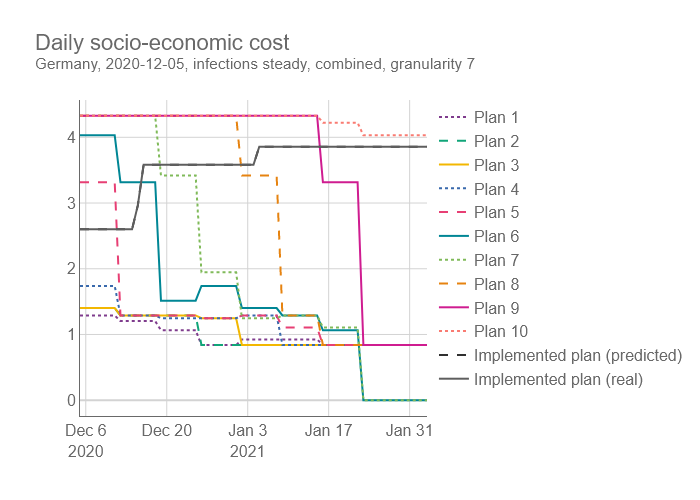 Daily socio-economic cost
Germany, 2020-12-05, infections steady, combined, granularity 7
4
3
2
1
0
Dec 6
2020
Dec 20
Jan 3
2021
Jan 17
Jan 31
Plan 1
Plan 2
Plan 3
Plan 4
Plan 5
Plan 6
Plan 7
Plan 8
Plan 9
Plan 10
Implemented plan (predicted)
Implemented plan (real)